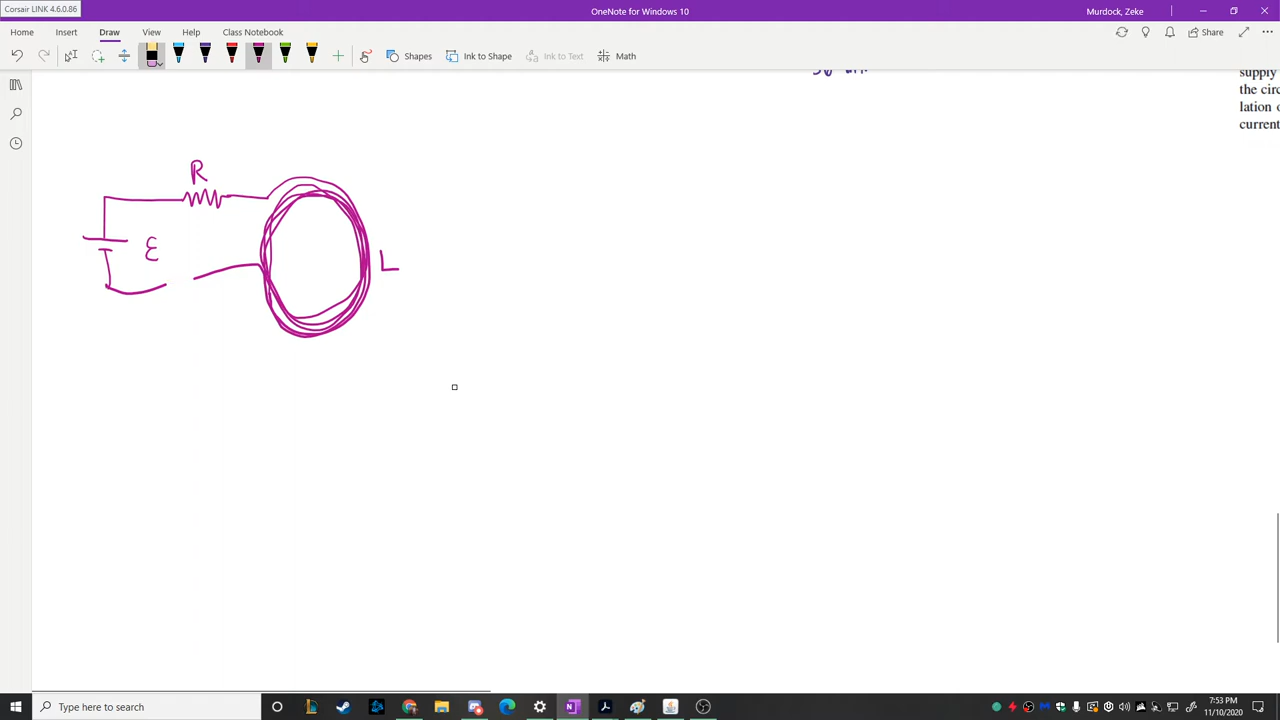 Corsair LINK 4.6.0.86
OneNote for Windows 10
Murdock, Zeke
Home Insert Draw View Help Class Notebook
Share
Shapes Ink to Shape Ink to Text Math
supply
the circ
lation o
current
R
ε
L
Type here to search
7:53 PM
11/10/2020